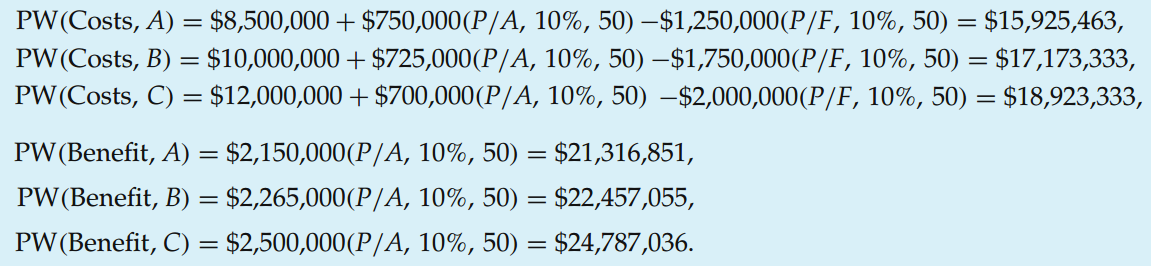 PW(Costs, A) = $8,500,000 + $750,000(P/A, 10%, 50) –$1,250,000(P/F, 10%, 50) = $15,925,463,
PW(Costs, B) = $10,000,000 + $725,000(P/A, 10%, 50) –$1,750,000(P/F, 10%, 50) = $17,173,333,
PW(Costs, C) = $12,000,000 + $700,000(P/A, 10%, 50) –$2,000,000(P/F, 10%, 50) = $18,923,333,
PW(Benefit, A) = $2,150,000(P/A, 10%, 50) = $21,316,851,
PW(Benefit, B) = $2,265,000(P/A, 10%, 50) = $22,457,055,
PW(Benefit, C) = $2,500,000(P/A, 10%, 50) = $24,787,036.